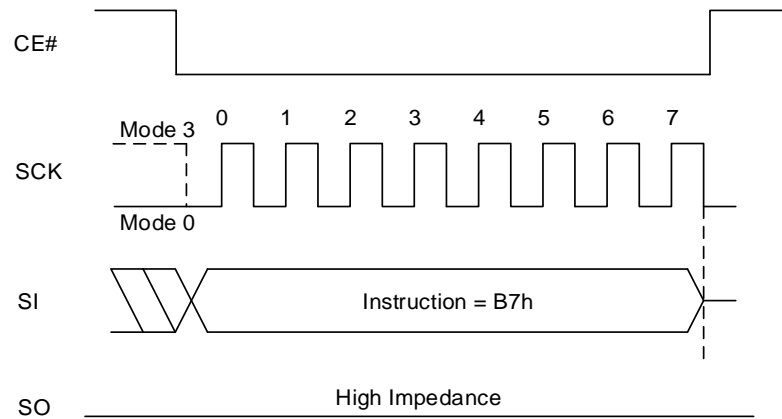 CE#
Mode 3
0 1 2 3 4 5 6 7
SCK
Mode 0
SI
Instruction = B7h
High Impedance
SO